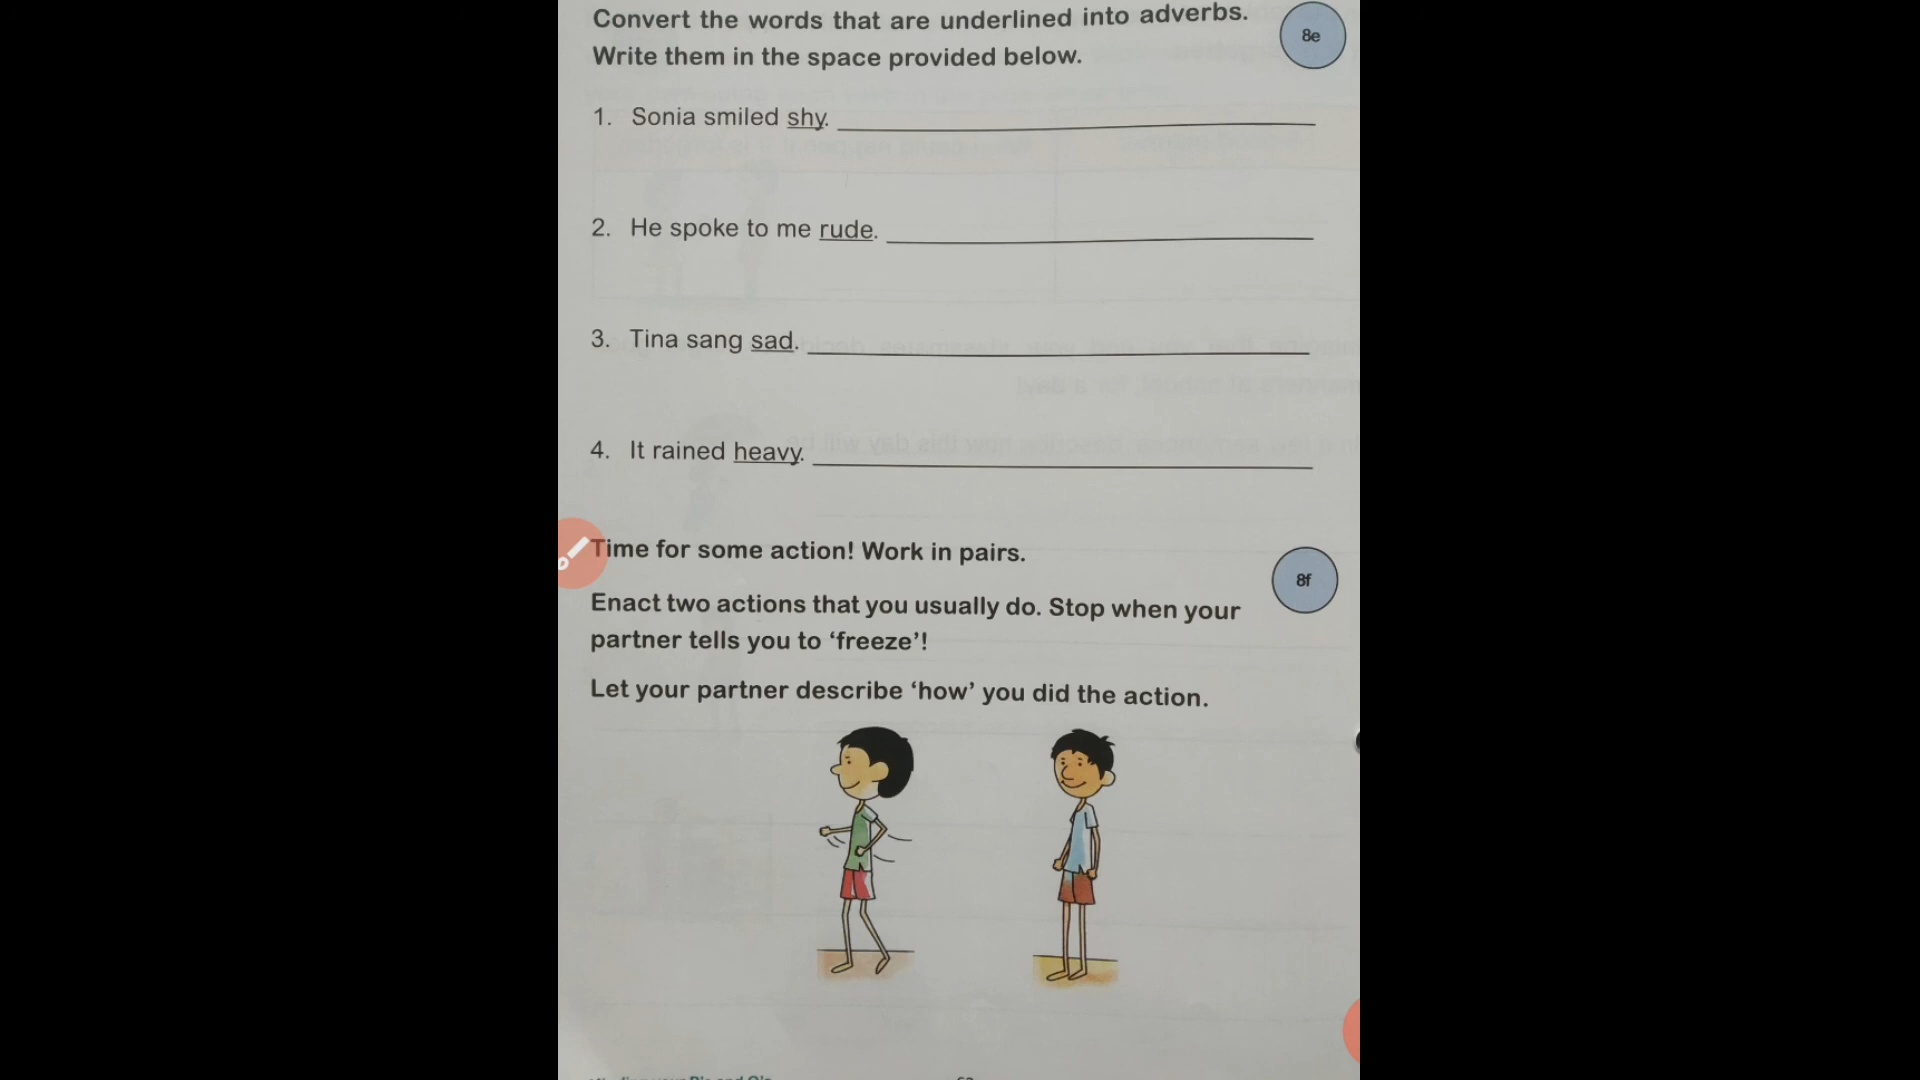 Convert the words that are underlined into adverbs.
8e
Write them in the space provided below.
1. Sonia smiled shy.
2. He spoke to me rude.
3. Tina sang sad.
4. It rained heavy.
Time for some action! Work in pairs.
8f
Enact two actions that you usually do. Stop when your
partner tells you to ‘freeze’!
Let your partner describe ‘how’ you did the action.